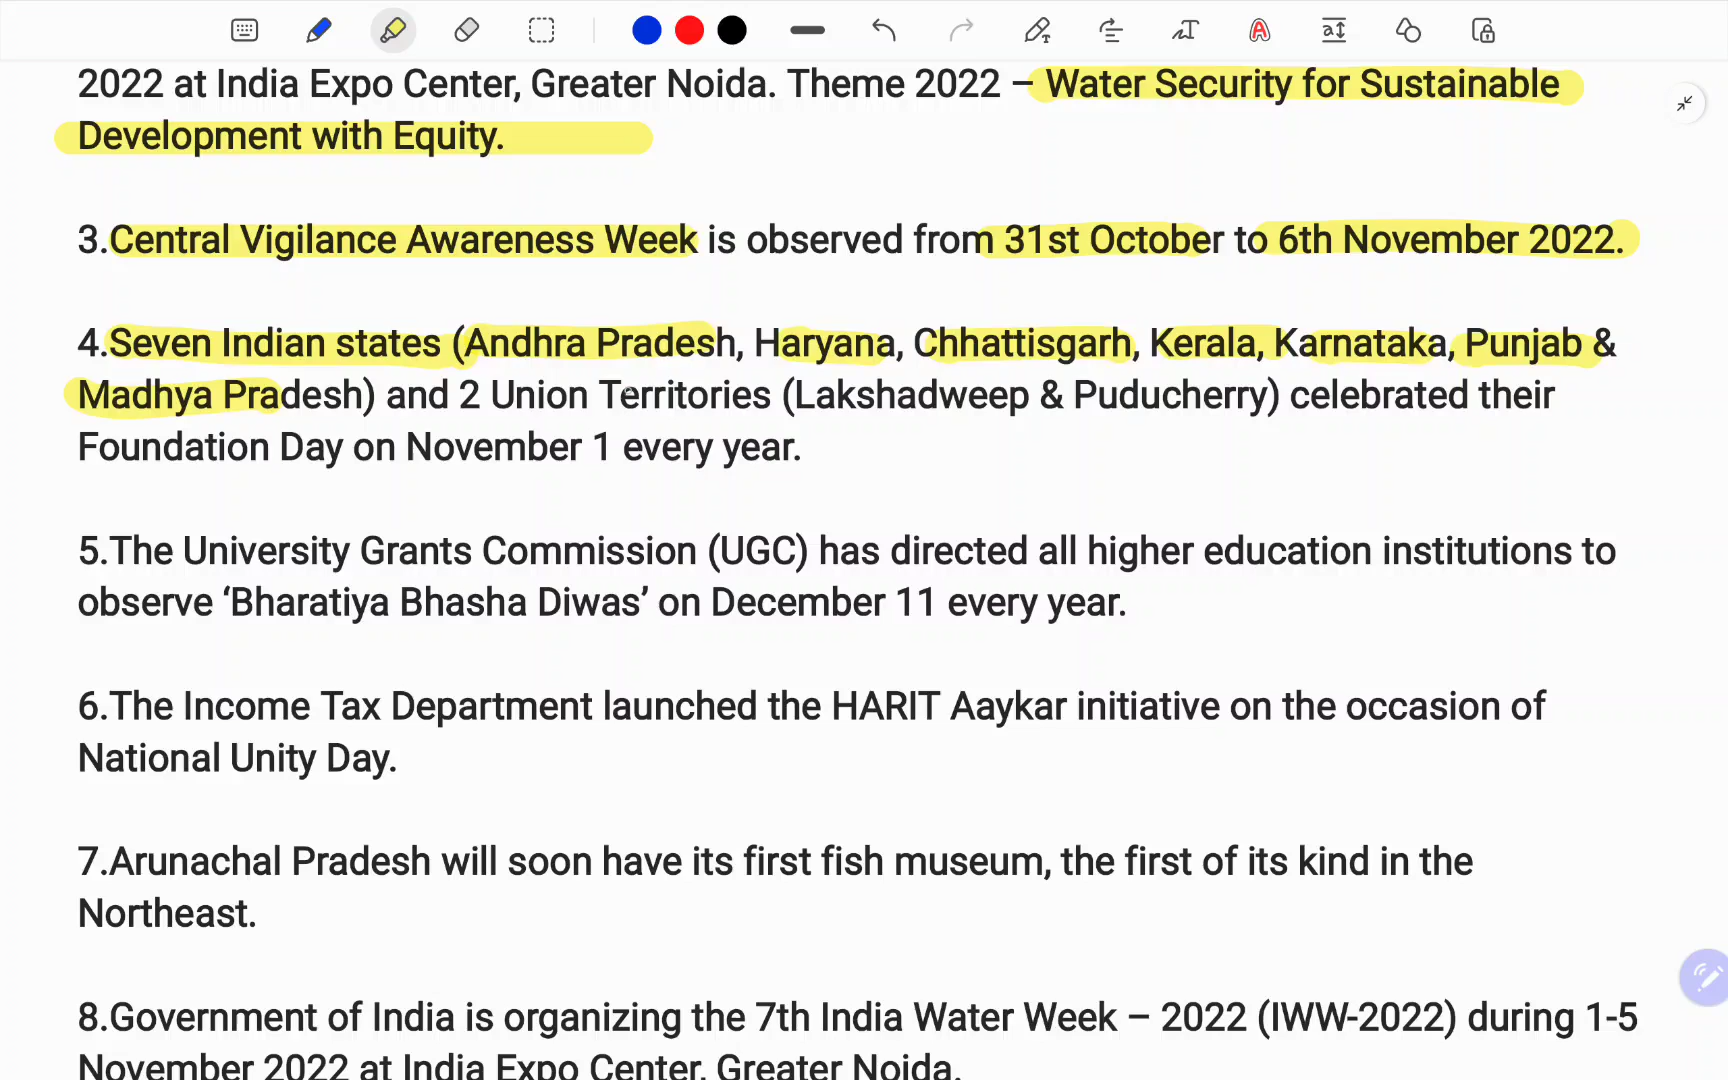 2022 at India Expo Center, Greater Noida. Theme 2022 – Water Security for Sustainable
Development with Equity.
3.Central Vigilance Awareness Week is observed from 31st October to 6th November 2022.
4.Seven Indian states (Andhra Pradesh, Haryana, Chhattisgarh, Kerala, Karnataka, Punjab &
Madhya Pradesh) and 2 Union Territories (Lakshadweep & Puducherry) celebrated their
Foundation Day on November 1 every year.
5.The University Grants Commission (UGC) has directed all higher education institutions to
observe ‘Bharatiya Bhasha Diwas’ on December 11 every year.
6.The Income Tax Department launched the HARIT Aaykar initiative on the occasion of
National Unity Day.
7.Arunachal Pradesh will soon have its first fish museum, the first of its kind in the
Northeast.
8.Government of India is organizing the 7th India Water Week – 2022 (IWW-2022) during 1-5
November 2022 at India Expo Center, Greater Noida.